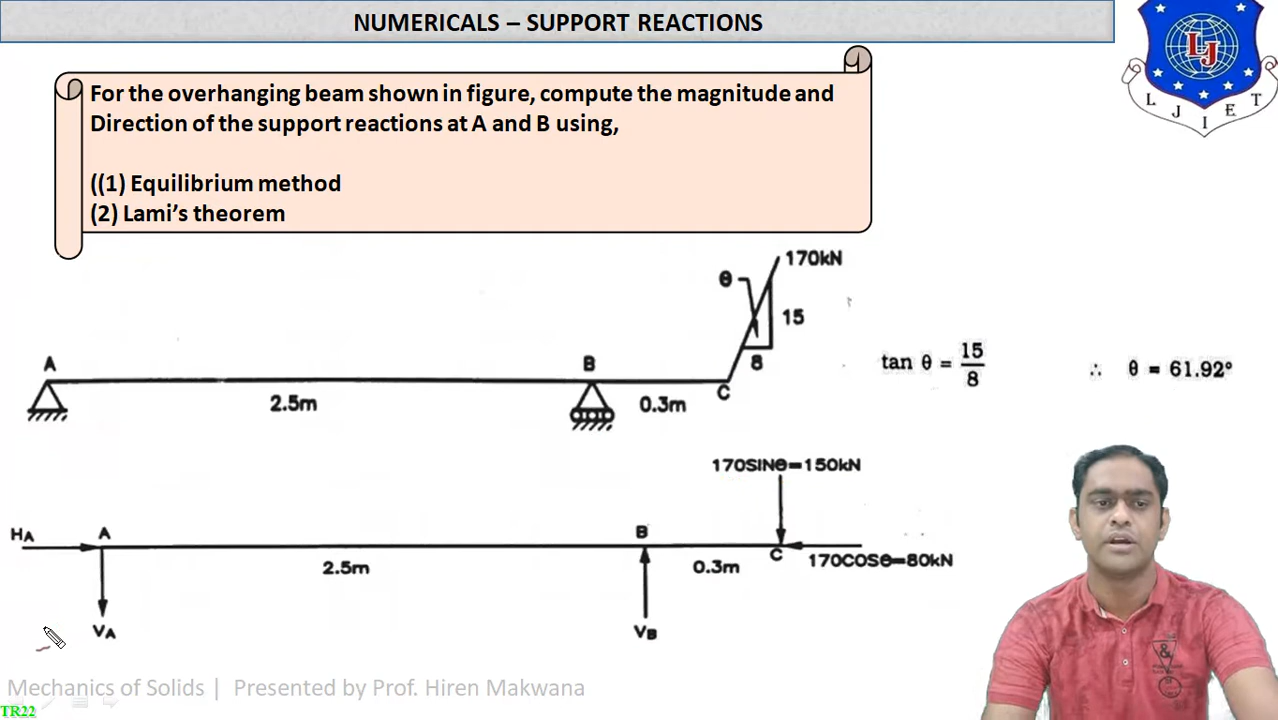 NUMERICALS – SUPPORT REACTIONS
LJ
L J I E T
For the overhanging beam shown in figure, compute the magnitude and
Direction of the support reactions at A and B using,
((1) Equilibrium method
(2) Lami's theorem
170kN
θ
15
8
A
B
C
2.5m
0.3m
tan θ = 15/8
∴ θ = 61.92°
170SINθ=150kN
HA
A
B
C
2.5m
0.3m
170COSθ=80kN
VA
VB
Mechanics of Solids | Presented by Prof. Hiren Makwana
TR22